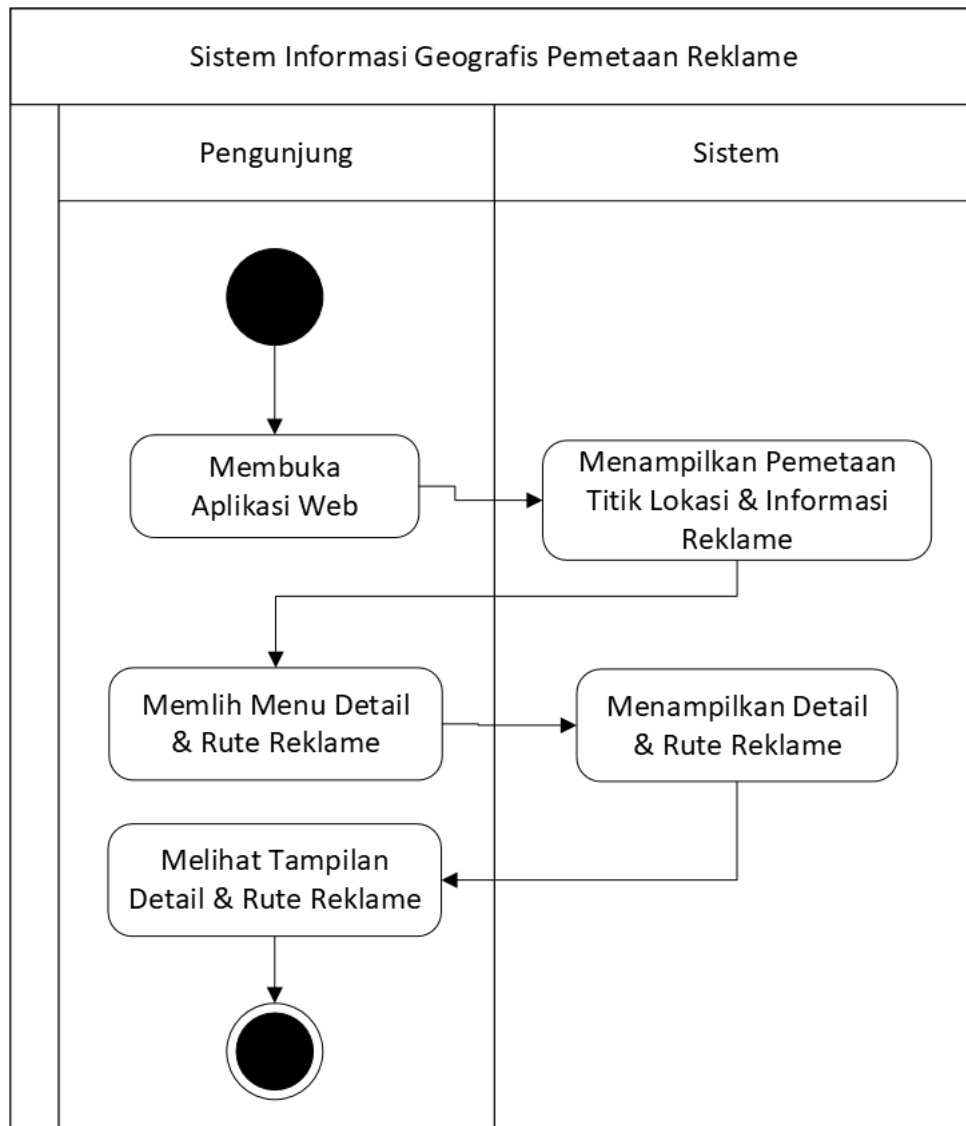 Sistem Informasi Geografis Pemetaan Reklame
Pengunjung
Sistem
Membuka
Aplikasi Web
Menampilkan Pemetaan
Titik Lokasi & Informasi
Reklame
Memlih Menu Detail
& Rute Reklame
Menampilkan Detail
& Rute Reklame
Melihat Tampilan
Detail & Rute Reklame